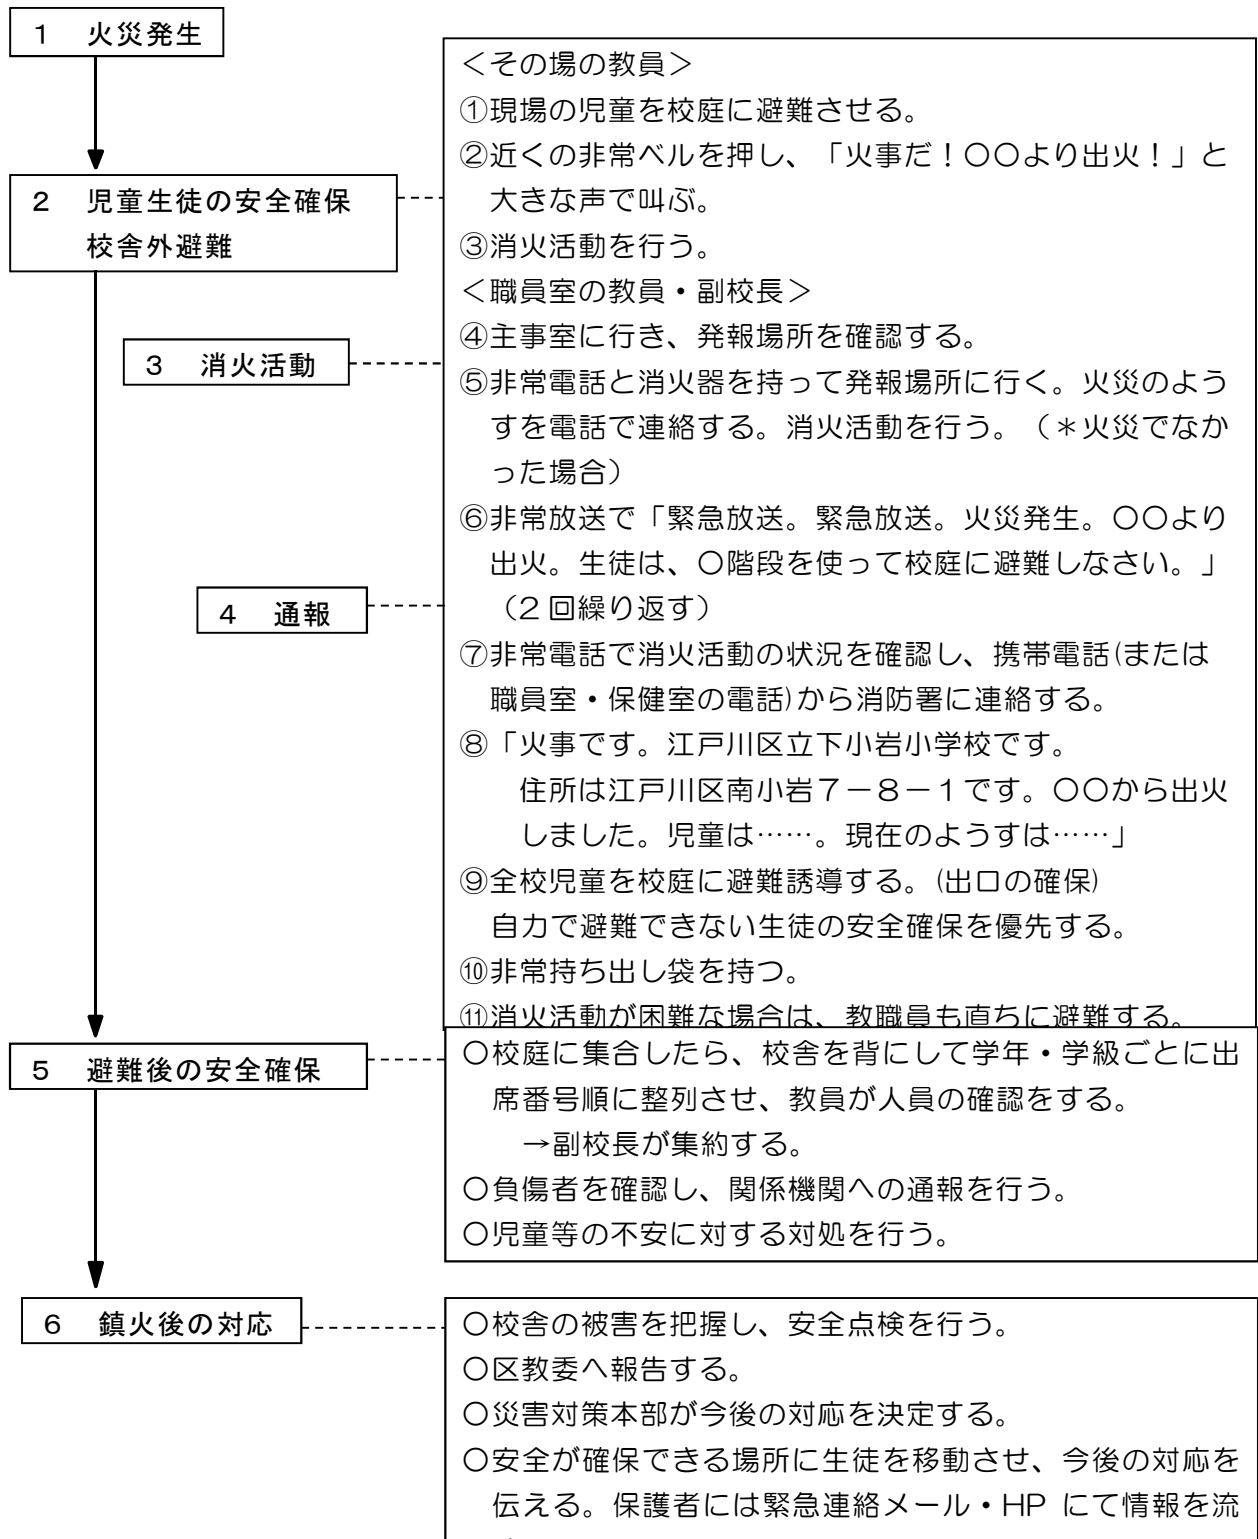 １　火災発生
２　児童生徒の安全確保
校舎外避難
３　消火活動
４　通報
＜その場の教員＞
①現場の児童を校庭に避難させる。
②近くの非常ベルを押し、「火事だ！〇〇より出火！」と
大きな声で叫ぶ。
③消火活動を行う。
＜職員室の教員・副校長＞
④主事室に行き、発報場所を確認する。
⑤非常電話と消火器を持って発報場所に行く。火災のよう
すを電話で連絡する。消火活動を行う。（＊火災でなか
った場合）
⑥非常放送で「緊急放送。緊急放送。火災発生。〇〇より
出火。生徒は、〇階段を使って校庭に避難しなさい。」
（2 回繰り返す）
⑦非常電話で消火活動の状況を確認し、携帯電話(または
職員室・保健室の電話)から消防署に連絡する。
⑧「火事です。江戸川区立下小岩小学校です。
住所は江戸川区南小岩７－８－１です。〇〇から出火
しました。児童は……。現在のようすは……」
⑨全校児童を校庭に避難誘導する。(出口の確保)
自力で避難できない生徒の安全確保を優先する。
⑩非常持ち出し袋を持つ。
⑪消火活動が困難な場合は、教職員も直ちに避難する。
５　避難後の安全確保
〇校庭に集合したら、校舎を背にして学年・学級ごとに出
席番号順に整列させ、教員が人員の確認をする。
→副校長が集約する。
〇負傷者を確認し、関係機関への通報を行う。
〇児童等の不安に対する対処を行う。
６　鎮火後の対応
〇校舎の被害を把握し、安全点検を行う。
〇区教委へ報告する。
〇災害対策本部が今後の対応を決定する。
〇安全が確保できる場所に生徒を移動させ、今後の対応を
伝える。保護者には緊急連絡メール・HP にて情報を流